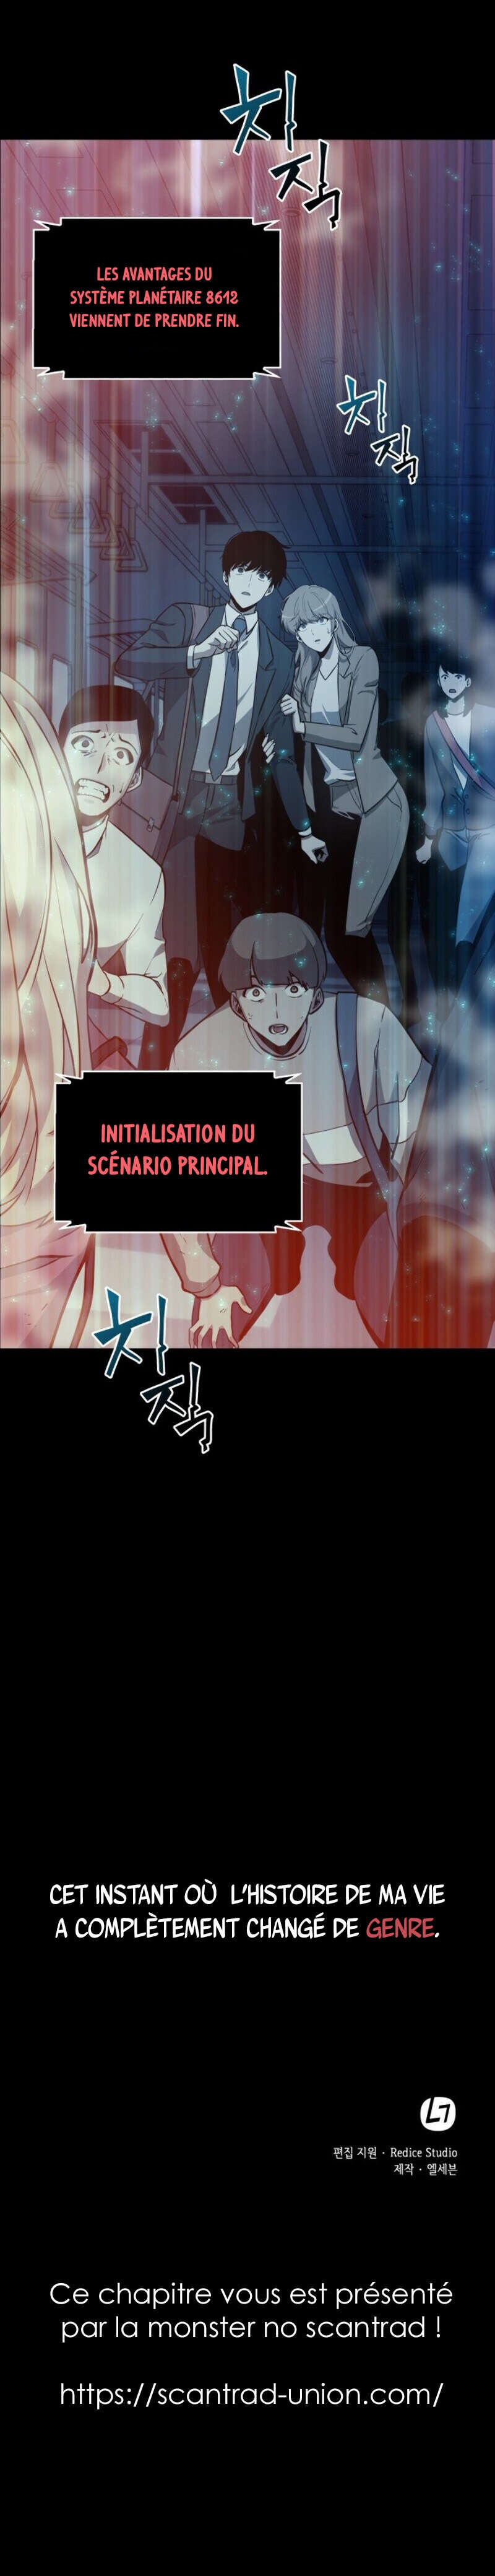 치
직
LES AVANTAGES DU
SYSTÈME PLANÉTAIRE 8612
VIENNENT DE PRENDRE FIN.
치
직
INITIALISATION DU
SCÉNARIO PRINCIPAL.
치
직
CET INSTANT OÙ L'HISTOIRE DE MA VIE
A COMPLÈTEMENT CHANGÉ DE GENRE.
편집 지원 · Redice Studio
제작 · 엘세븐
Ce chapitre vous est présenté
par la monster no scantrad !
https://scantrad-union.com/